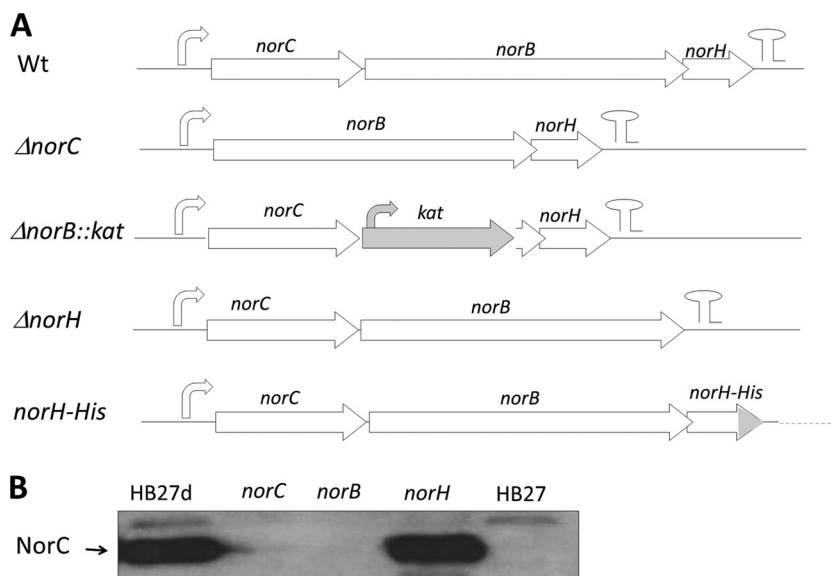 A
Wt
norC norB norH
ΔnorC
norB norH
ΔnorB::kat
norC kat norH
ΔnorH
norC norB
norH-His
norC norB norH-His
B
HB27d norC norB norH HB27
NorC